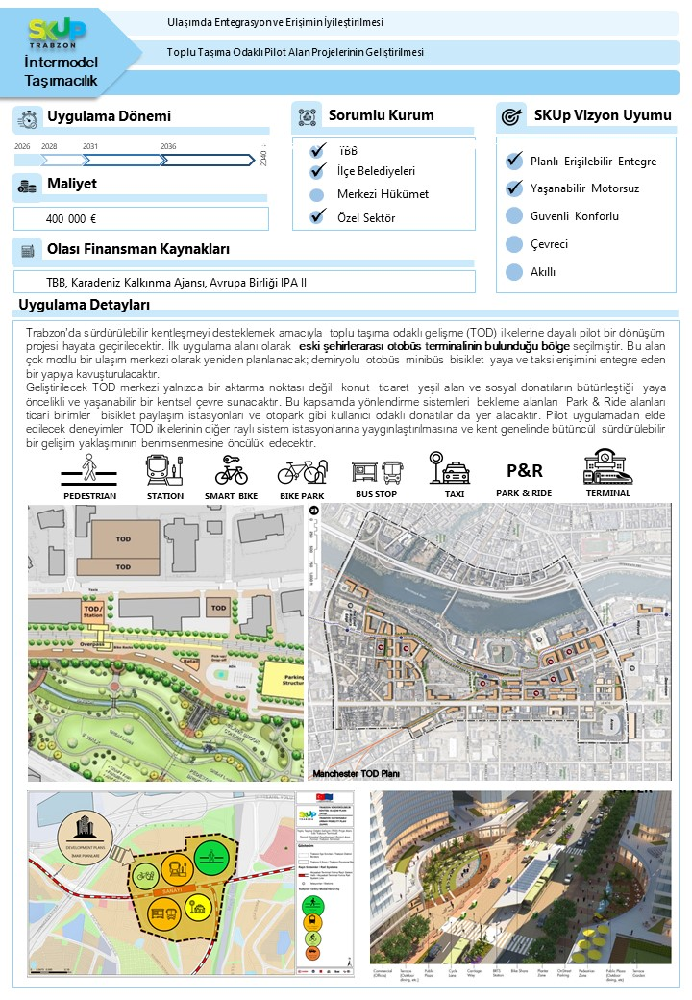 Ulaşımda Entegrasyon ve Erişimin İyileştirilmesi
SKUP
TRABZON
Toplu Taşıma Odaklı Pilot Alan Projelerinin Geliştirilmesi
İntermodel
Taşımacılık
Uygulama Dönemi
2026 2028 2031 2036 2040
Maliyet
400 000 €
Sorumlu Kurum
TBB
İlçe Belediyeleri
Merkezi Hükümet
Özel Sektör
SKUp Vizyon Uyumu
Planlı Erişilebilir Entegre
Yaşanabilir Motorsuz
Güvenli Konforlu
Çevreci
Akıllı
Olası Finansman Kaynakları
TBB, Karadeniz Kalkınma Ajansı, Avrupa Birliği IPA II
Uygulama Detayları
Trabzon'da sürdürülebilir kentleşmeyi desteklemek amacıyla toplu taşıma odaklı gelişme (TOD) ilkelerine dayalı pilot bir dönüşüm
projesi hayata geçirilecektir. İlk uygulama alanı olarak eski şehirlerarası otobüs terminalinin bulunduğu bölge seçilmiştir. Bu alan
çok modlu bir ulaşım merkezi olarak yeniden planlanacak; demiryolu otobüs minibüs bisiklet yaya ve taksi erişimini entegre eden
bir yapıya kavuşturulacaktır.
Geliştirilecek TOD merkezi yalnızca bir aktarma noktası değil konut ticaret yeşil alan ve sosyal donatıların bütünleştiği yaya
öncelikli ve yaşanabilir bir kentsel çevre sunacaktır. Bu kapsamda yönlendirme sistemleri bekleme alanları Park & Ride alanları
ticari birimler bisiklet paylaşım istasyonları ve otopark gibi kullanıcı odaklı donatılar da yer alacaktır. Pilot uygulamadan elde
edilecek deneyimler TOD ilkelerinin diğer raylı sistem istasyonlarına yaygınlaştırılmasına ve kent genelinde bütüncül sürdürülebilir
bir gelişim yaklaşımının benimsenmesine öncülük edecektir.
P&R
PEDESTRIAN STATION SMART BIKE BIKE PARK BUS STOP TAXI PARK & RIDE TERMINAL
TOD
TOD
TOD/
Station
TOD
Overpass
Retail
Parking
Structure
Manchester TOD Planı
DEVELOPMENT PLANS
İMAR PLANLARI
SANAYİ
SKUP
TRABZON
Gösterim